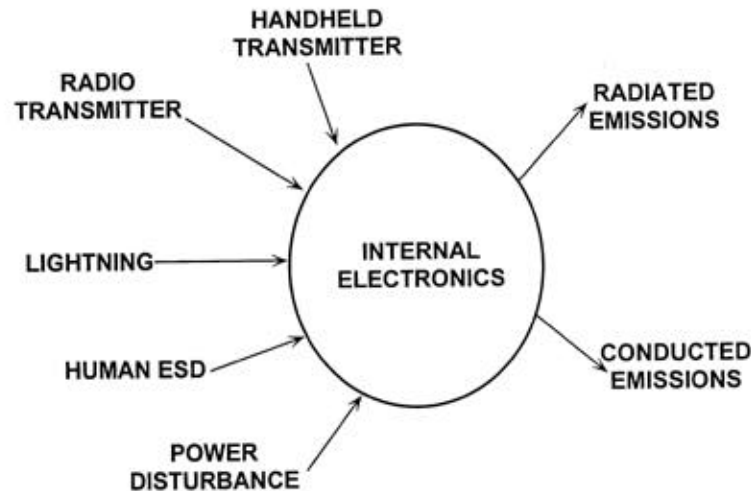 HANDHELD
TRANSMITTER
RADIO
TRANSMITTER
RADIATED
EMISSIONS
LIGHTNING
INTERNAL
ELECTRONICS
HUMAN ESD
CONDUCTED
EMISSIONS
POWER
DISTURBANCE